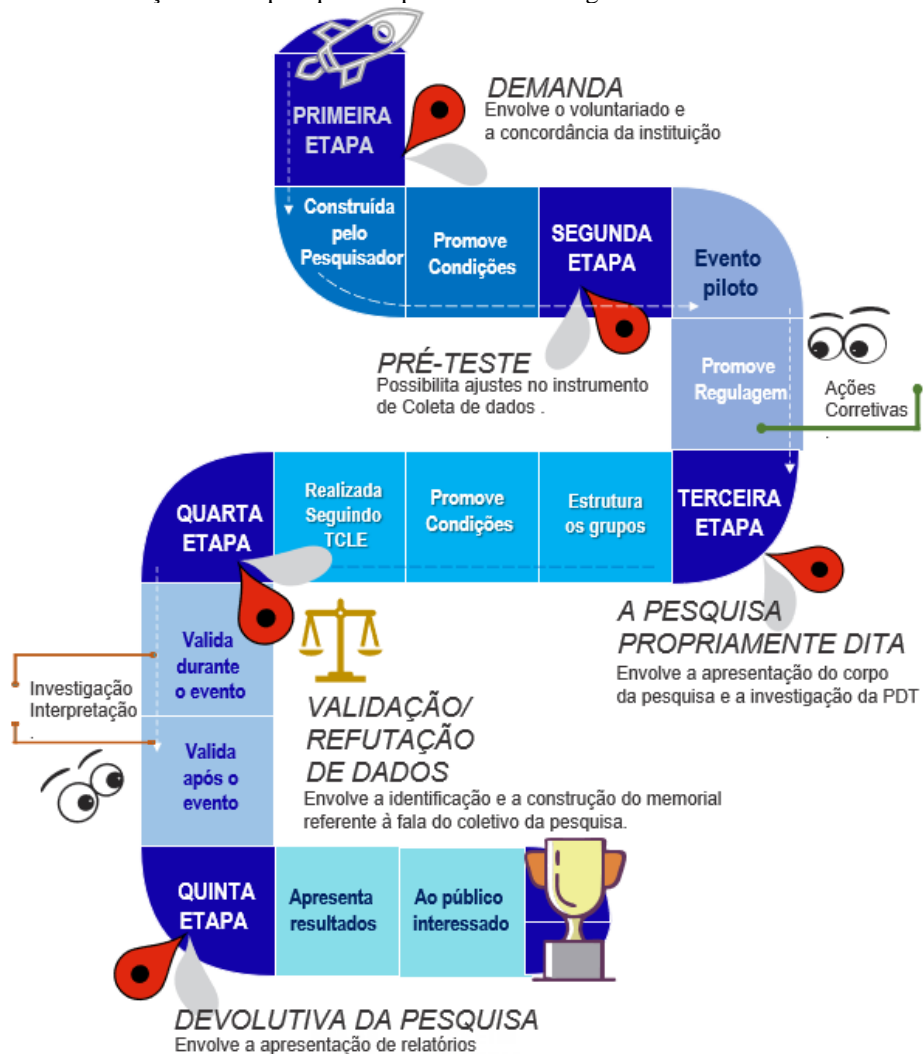 PRIMEIRA
ETAPA
DEMANDA
Envolve o voluntariado e
a concordância da instituição
Construída
pelo
Pesquisador
Promove
Condições
SEGUNDA
ETAPA
Evento
piloto
PRÉ-TESTE
Possibilita ajustes no instrumento
de Coleta de dados .
Promove
Regulagem
Ações
Corretivas
.
TERCEIRA
ETAPA
A PESQUISA
PROPRIAMENTE DITA
Envolve a apresentação do corpo
da pesquisa e a investigação da PDT
Estrutura
os grupos
Promove
Condições
Realizada
Seguindo
TCLE
QUARTA
ETAPA
VALIDAÇÃO/
REFUTAÇÃO
DE DADOS
Envolve a identificação e a construção do memorial
referente à fala do coletivo da pesquisa.
Valida
durante
o evento
Investigação
Interpretação
.
Valida
após o
evento
QUINTA
ETAPA
Apresenta
resultados
Ao público
interessado
DEVOLUTIVA DA PESQUISA
Envolve a apresentação de relatórios